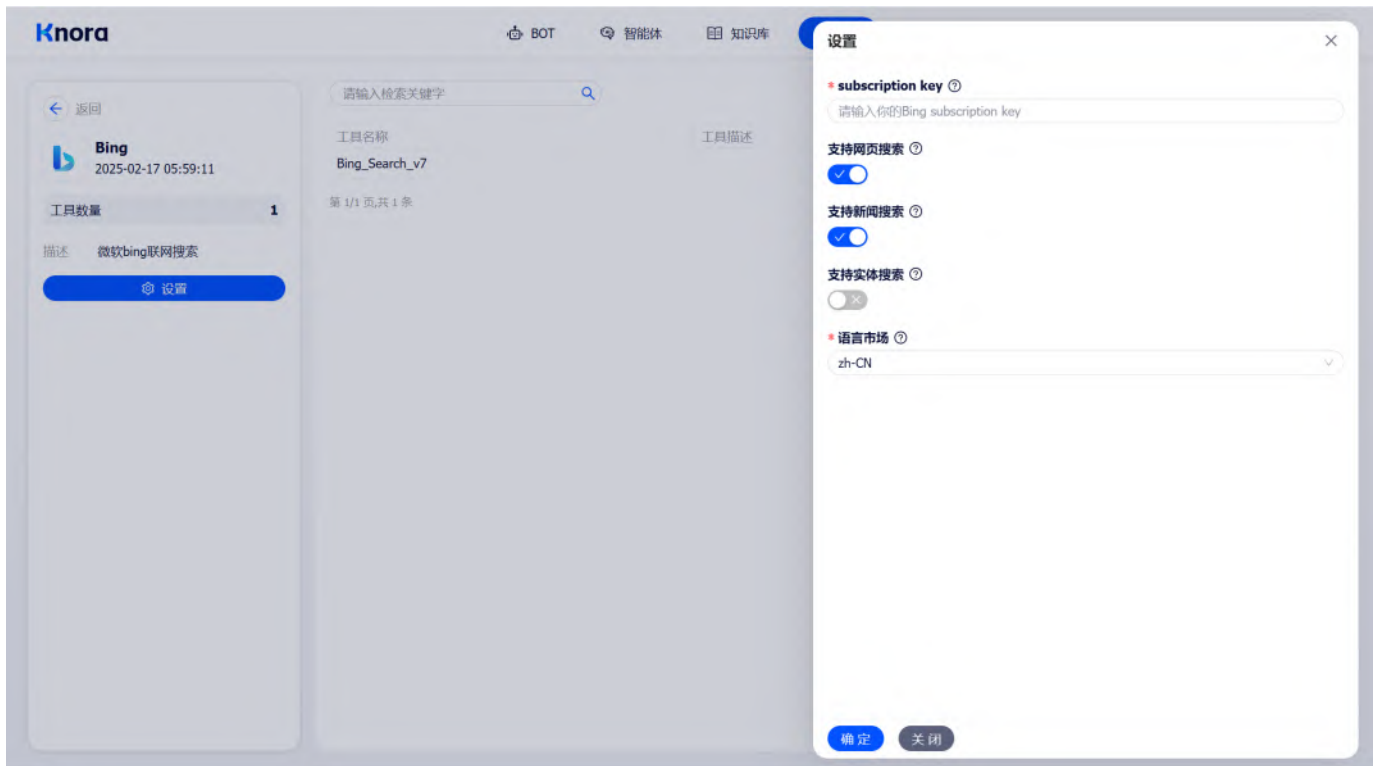 Knora
BOT
智能体
知识库
返回
Bing
2025-02-17 05:59:11
工具数量 1
描述 微软bing联网搜索
设置
请输入检索关键字
工具名称 工具描述
Bing_Search_v7
第 1/1 页,共 1 条
设置
* subscription key
请输入你的Bing subscription key
支持网页搜索
支持新闻搜索
支持实体搜索
* 语言市场
zh-CN
确定 关闭